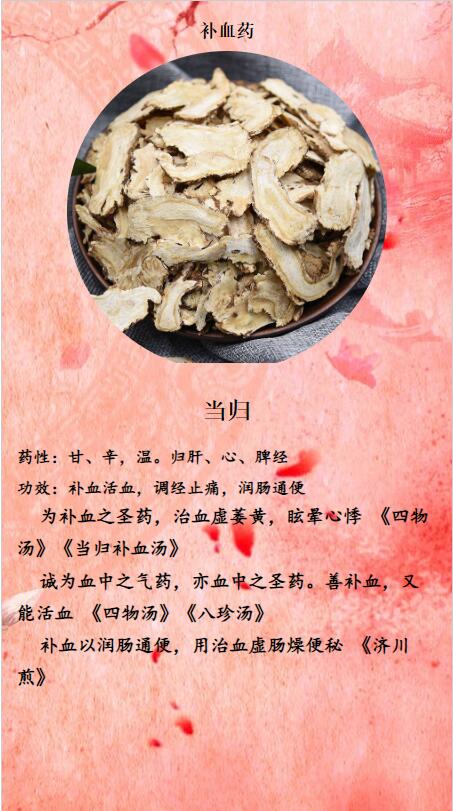 补血药
当归
药性：甘、辛，温。归肝、心、脾经
功效：补血活血，调经止痛，润肠通便
为补血之圣药，治血虚萎黄，眩晕心悸 《四物
汤》《当归补血汤》
诚为血中之气药，亦血中之圣药。善补血，又
能活血 《四物汤》《八珍汤》
补血以润肠通便，用治血虚肠燥便秘 《济川
煎》